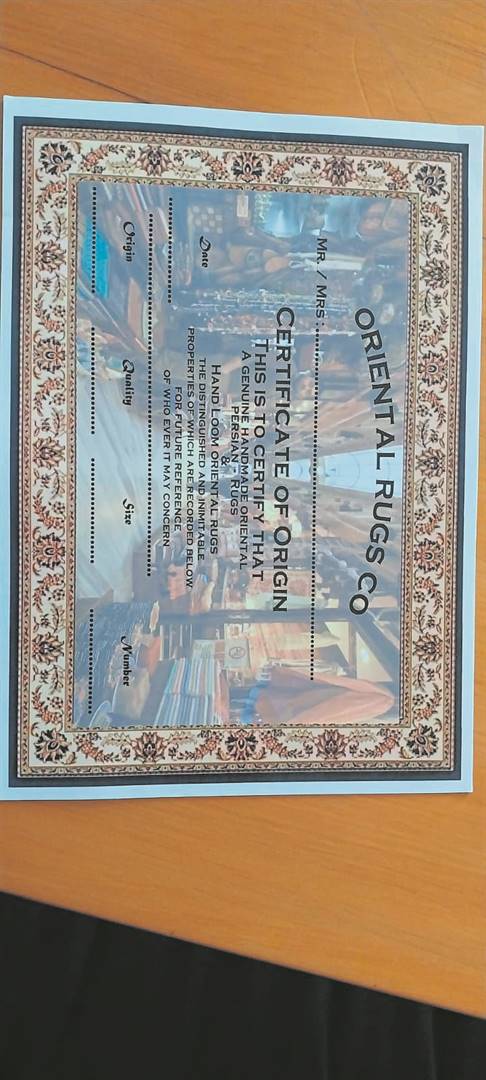 ORIENTAL RUGS CO
MR. / MRS :
CERTIFICATE OF ORIGIN
THIS IS TO CERTIFY THAT
A GENUINE HANDMADE ORIENTAL
PERSIAN - RUGS
&
HAND LOOM ORIENTAL RUGS
THE DISTINGUISHED AND INIMITABLE
PROPERTIES OF WHICH ARE RECORDED BELOW
FOR FUTURE REFERENCE
OF WHO EVER IT MAY CONCERN
Date
Origin Quality Size Number